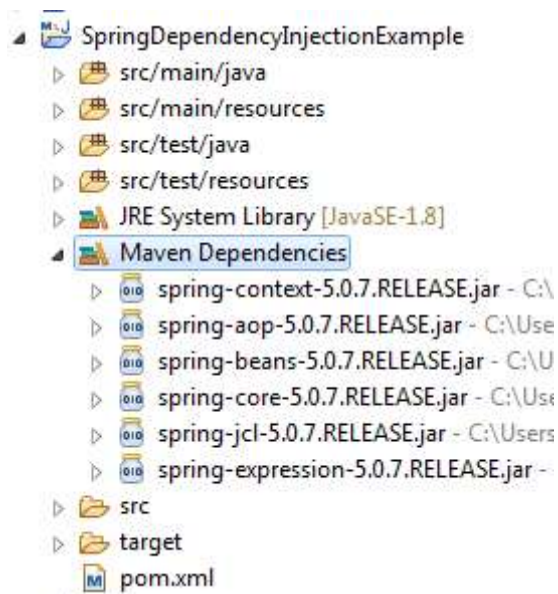 SpringDependencyInjectionExample
src/main/java
src/main/resources
src/test/java
src/test/resources
JRE System Library [JavaSE-1.8]
Maven Dependencies
spring-context-5.0.7.RELEASE.jar - C:\
spring-aop-5.0.7.RELEASE.jar - C:\Use
spring-beans-5.0.7.RELEASE.jar - C:\U
spring-core-5.0.7.RELEASE.jar - C:\Use
spring-jcl-5.0.7.RELEASE.jar - C:\Users
spring-expression-5.0.7.RELEASE.jar -
src
target
pom.xml